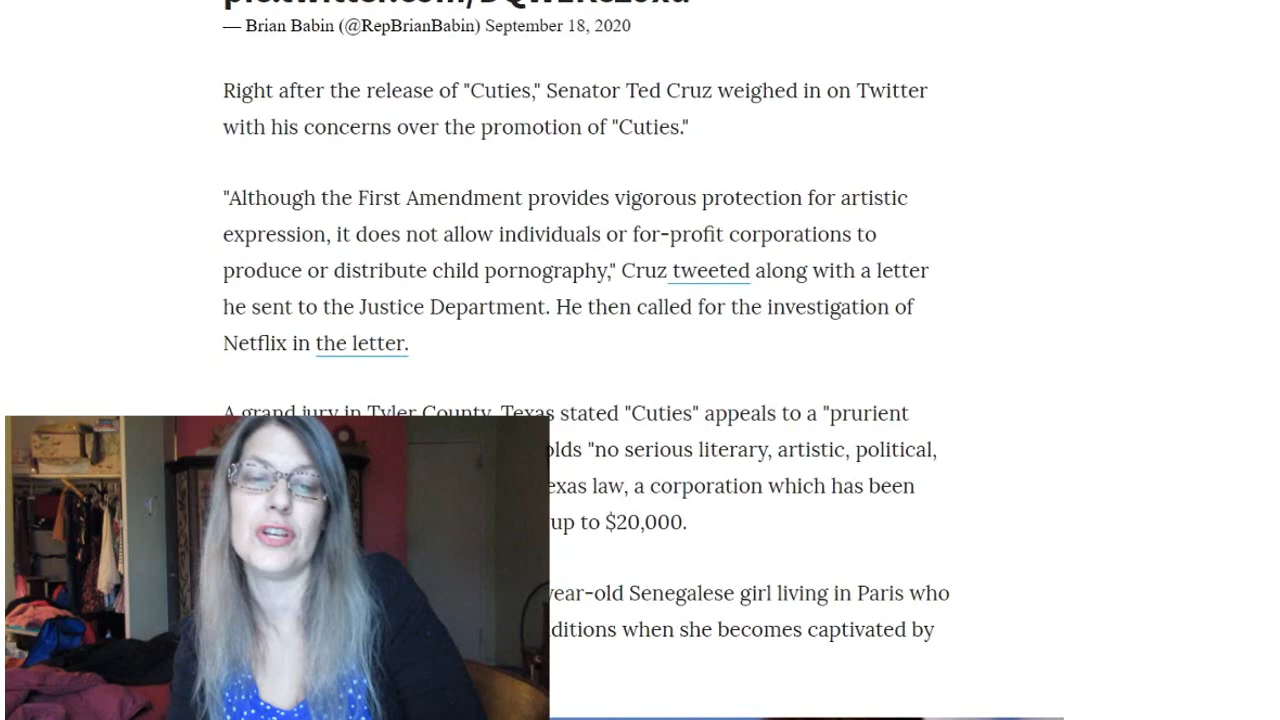 — Brian Babin (@RepBrianBabin) September 18, 2020
Right after the release of "Cuties," Senator Ted Cruz weighed in on Twitter
with his concerns over the promotion of "Cuties."
"Although the First Amendment provides vigorous protection for artistic
expression, it does not allow individuals or for-profit corporations to
produce or distribute child pornography," Cruz tweeted along with a letter
he sent to the Justice Department. He then called for the investigation of
Netflix in the letter.
A grand jury in Tyler County, Texas stated "Cuties" appeals to a "prurient
"no serious literary, artistic, political,
law, a corporation which has been
up to $20,000.
Senegalese girl living in Paris who
when she becomes captivated by